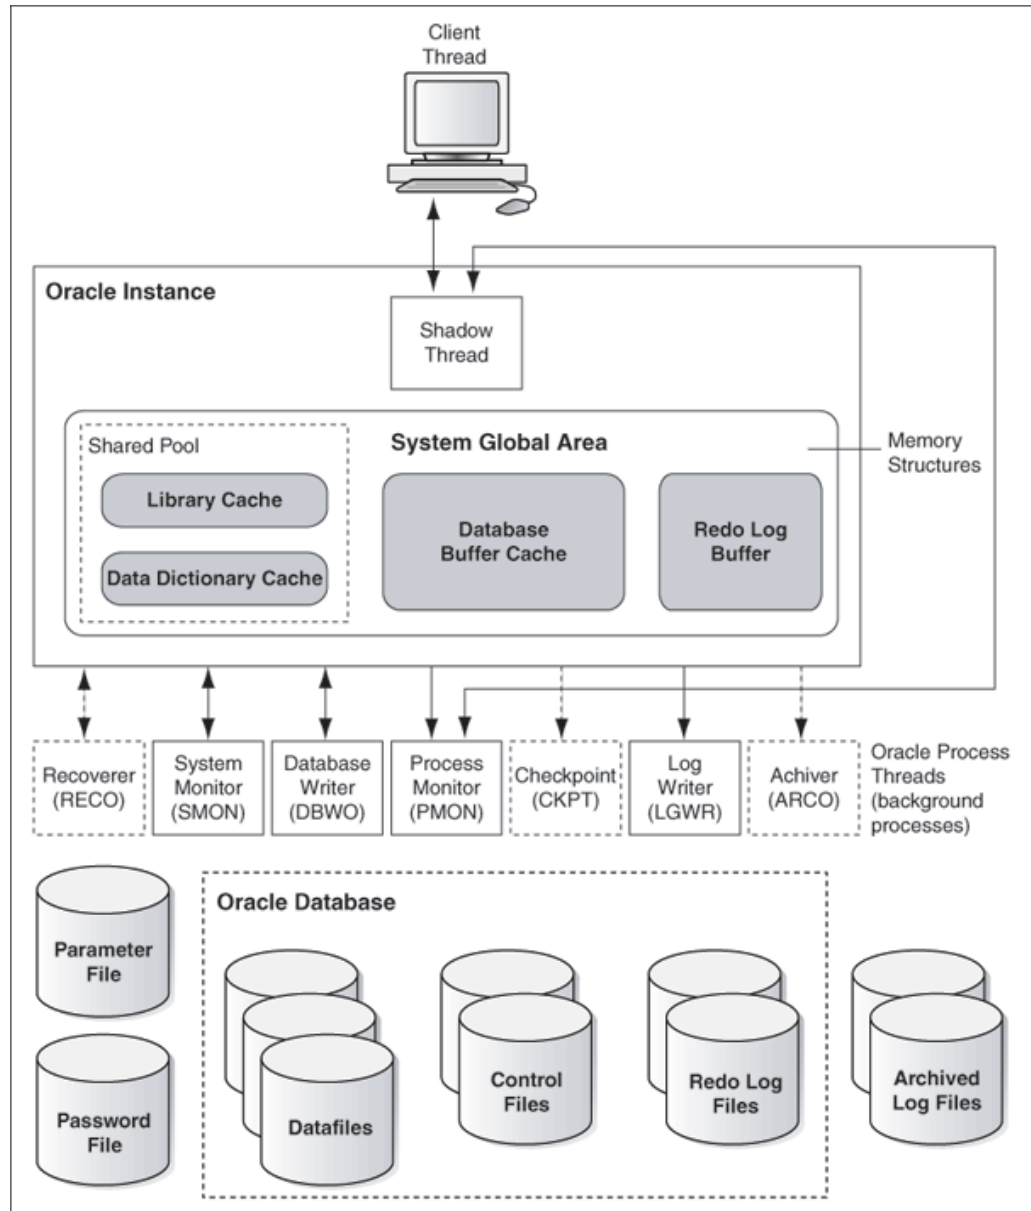 Client
Thread
Oracle Instance
Shadow
Thread
Shared Pool
System Global Area
Memory
Structures
Library Cache
Database
Buffer Cache
Redo Log
Buffer
Data Dictionary Cache
Recoverer
(RECO)
System
Monitor
(SMON)
Database
Writer
(DBWO)
Process
Monitor
(PMON)
Checkpoint
(CKPT)
Log
Writer
(LGWR)
Achiver
(ARCO)
Oracle Process
Threads
(background
processes)
Parameter
File
Password
File
Oracle Database
Datafiles
Control
Files
Redo Log
Files
Archived
Log Files